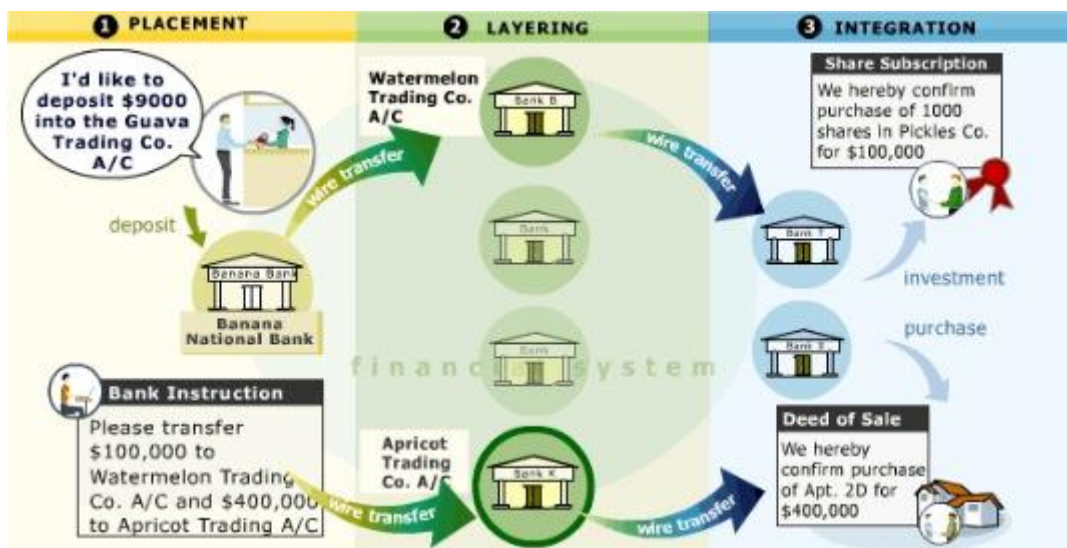 1 PLACEMENT
I'd like to
deposit $9000
into the Guava
Trading Co.
A/C
deposit
Banana Bank
Banana
National Bank
Bank Instruction
Please transfer
$100,000 to
Watermelon Trading
Co. A/C and $400,000
to Apricot Trading A/C
wire transfer
wire transfer
2 LAYERING
Watermelon
Trading Co.
A/C
Bank B
Bank
Bank
financial system
Apricot
Trading
Co. A/C
Bank K
wire transfer
wire transfer
3 INTEGRATION
Share Subscription
We hereby confirm
purchase of 1000
shares in Pickles Co.
for $100,000
Bank T
investment
purchase
Bank S
Deed of Sale
We hereby
confirm purchase
of Apt. 2D for
$400,000